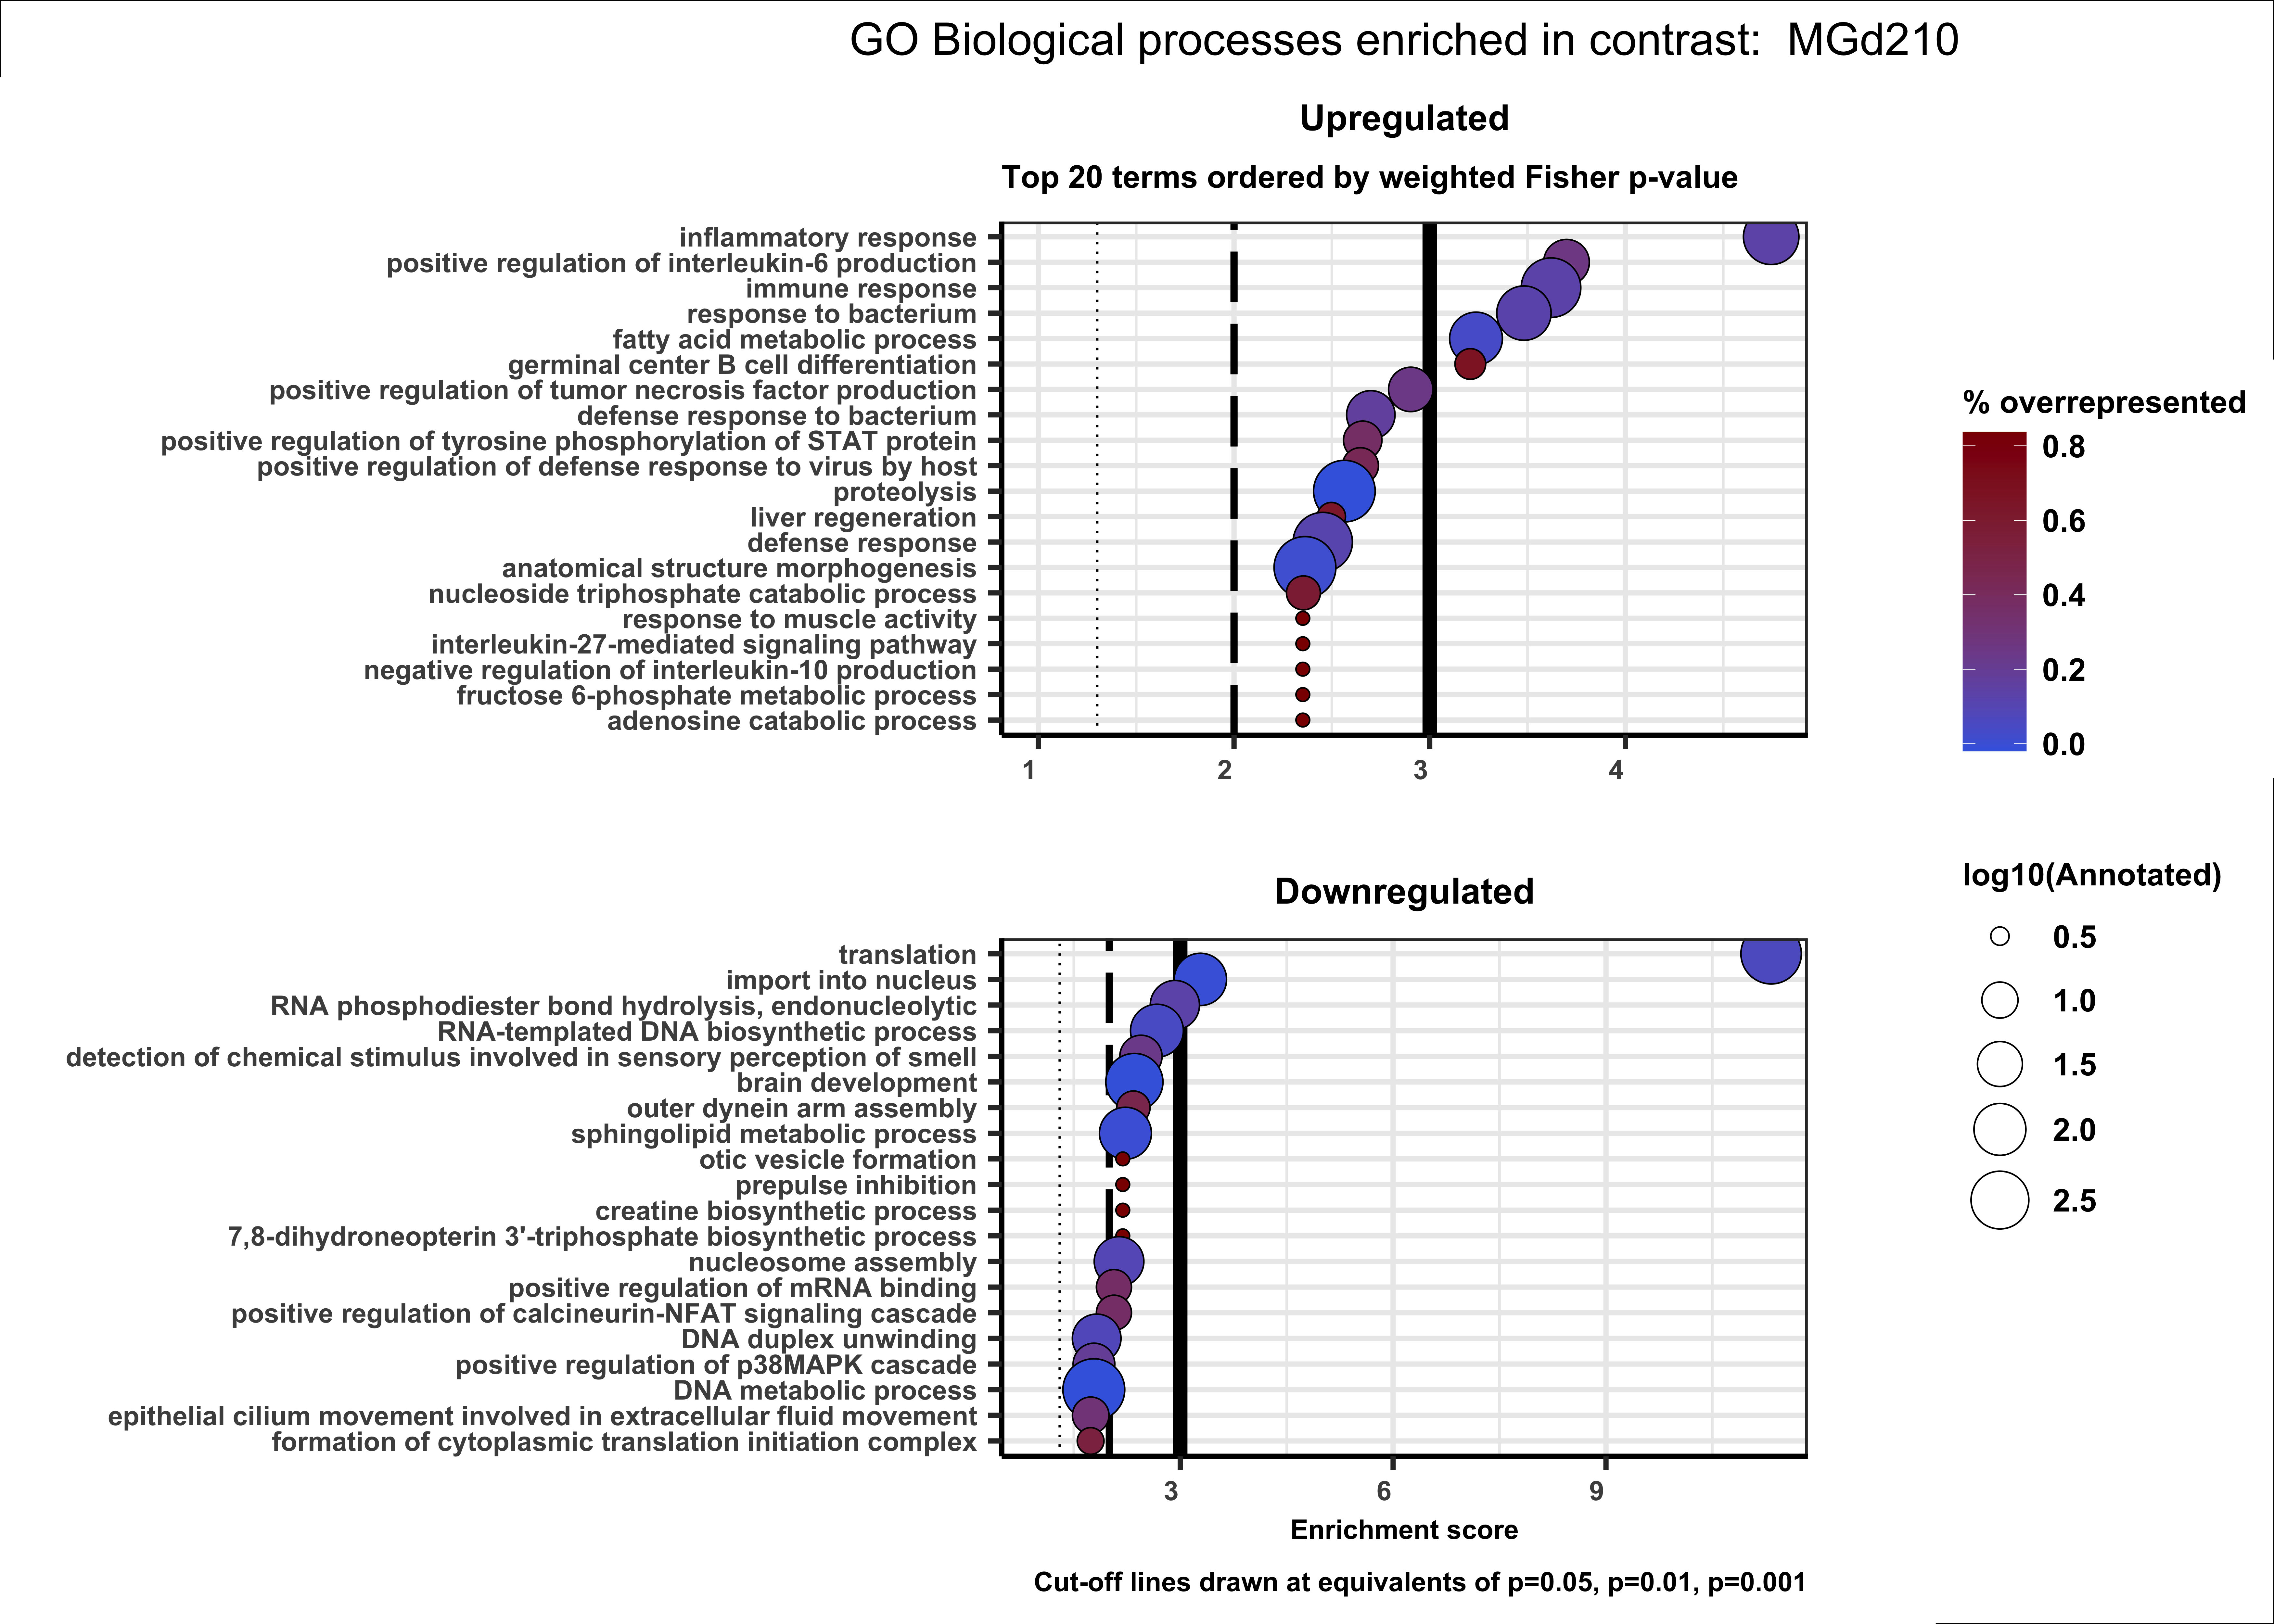 GO Biological processes enriched in contrast:  MGd210
Upregulated
Top 20 terms ordered by weighted Fisher p-value
inflammatory response
positive regulation of interleukin-6 production
immune response
response to bacterium
fatty acid metabolic process
germinal center B cell differentiation
positive regulation of tumor necrosis factor production
defense response to bacterium
positive regulation of tyrosine phosphorylation of STAT protein
positive regulation of defense response to virus by host
proteolysis
liver regeneration
defense response
anatomical structure morphogenesis
nucleoside triphosphate catabolic process
response to muscle activity
interleukin-27-mediated signaling pathway
negative regulation of interleukin-10 production
fructose 6-phosphate metabolic process
adenosine catabolic process
1 2 3 4
% overrepresented
0.8
0.6
0.4
0.2
0.0
Downregulated
translation
import into nucleus
RNA phosphodiester bond hydrolysis, endonucleolytic
RNA-templated DNA biosynthetic process
detection of chemical stimulus involved in sensory perception of smell
brain development
outer dynein arm assembly
sphingolipid metabolic process
otic vesicle formation
prepulse inhibition
creatine biosynthetic process
7,8-dihydroneopterin 3'-triphosphate biosynthetic process
nucleosome assembly
positive regulation of mRNA binding
positive regulation of calcineurin-NFAT signaling cascade
DNA duplex unwinding
positive regulation of p38MAPK cascade
DNA metabolic process
epithelial cilium movement involved in extracellular fluid movement
formation of cytoplasmic translation initiation complex
3 6 9
Enrichment score
Cut-off lines drawn at equivalents of p=0.05, p=0.01, p=0.001
log10(Annotated)
0.5
1.0
1.5
2.0
2.5